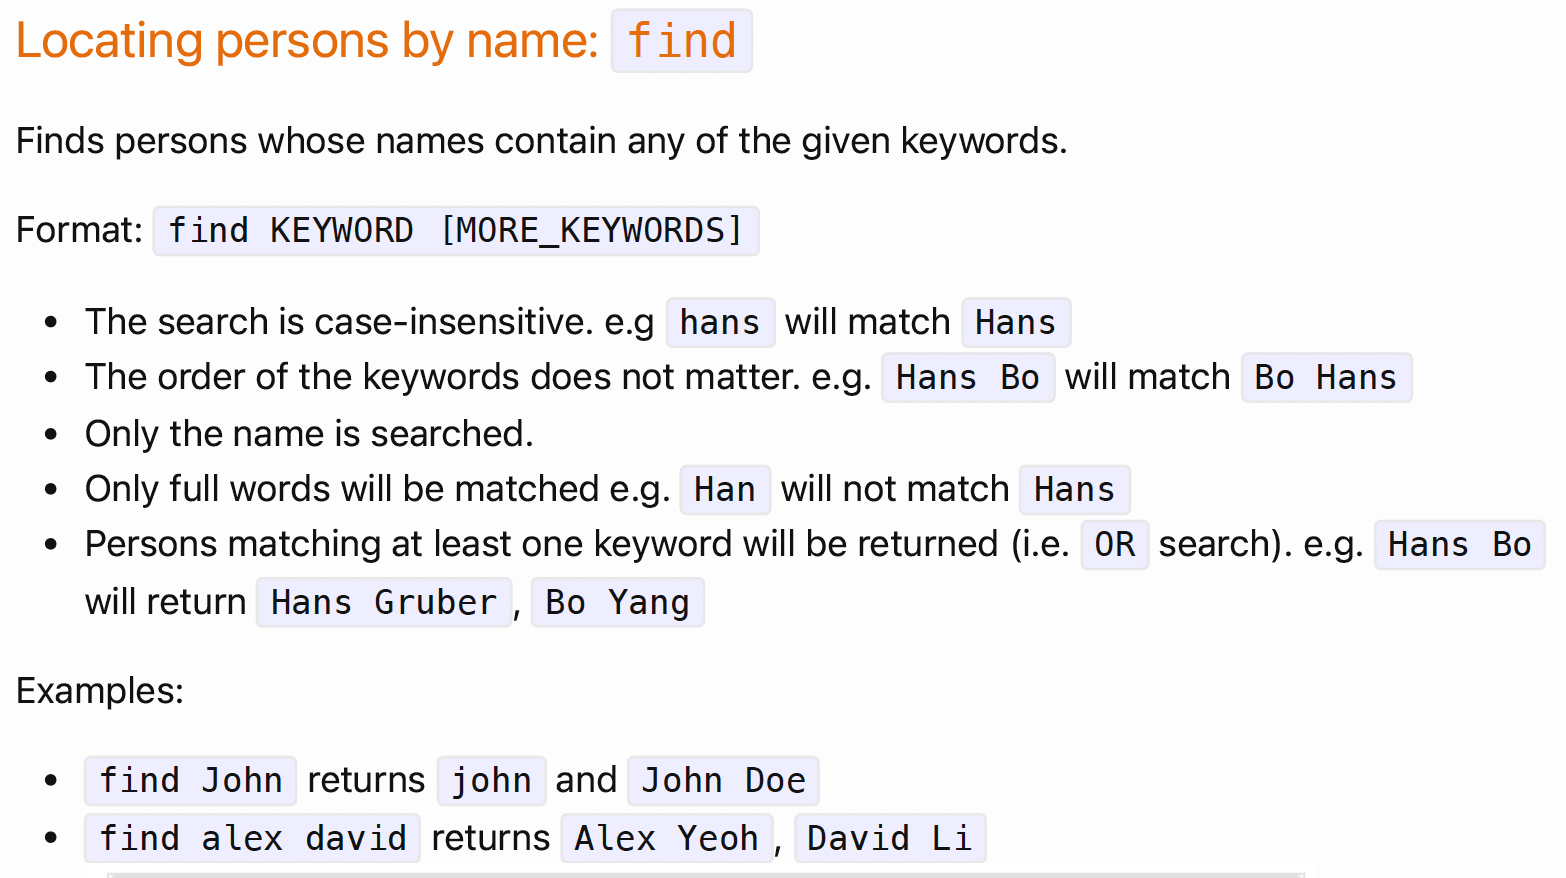 Locating persons by name: find
Finds persons whose names contain any of the given keywords.
Format: find KEYWORD [MORE_KEYWORDS]
• The search is case-insensitive. e.g hans will match Hans
• The order of the keywords does not matter. e.g. Hans Bo will match Bo Hans
• Only the name is searched.
• Only full words will be matched e.g. Han will not match Hans
• Persons matching at least one keyword will be returned (i.e. OR search). e.g. Hans Bo
will return Hans Gruber, Bo Yang
Examples:
• find John returns john and John Doe
• find alex david returns Alex Yeoh, David Li